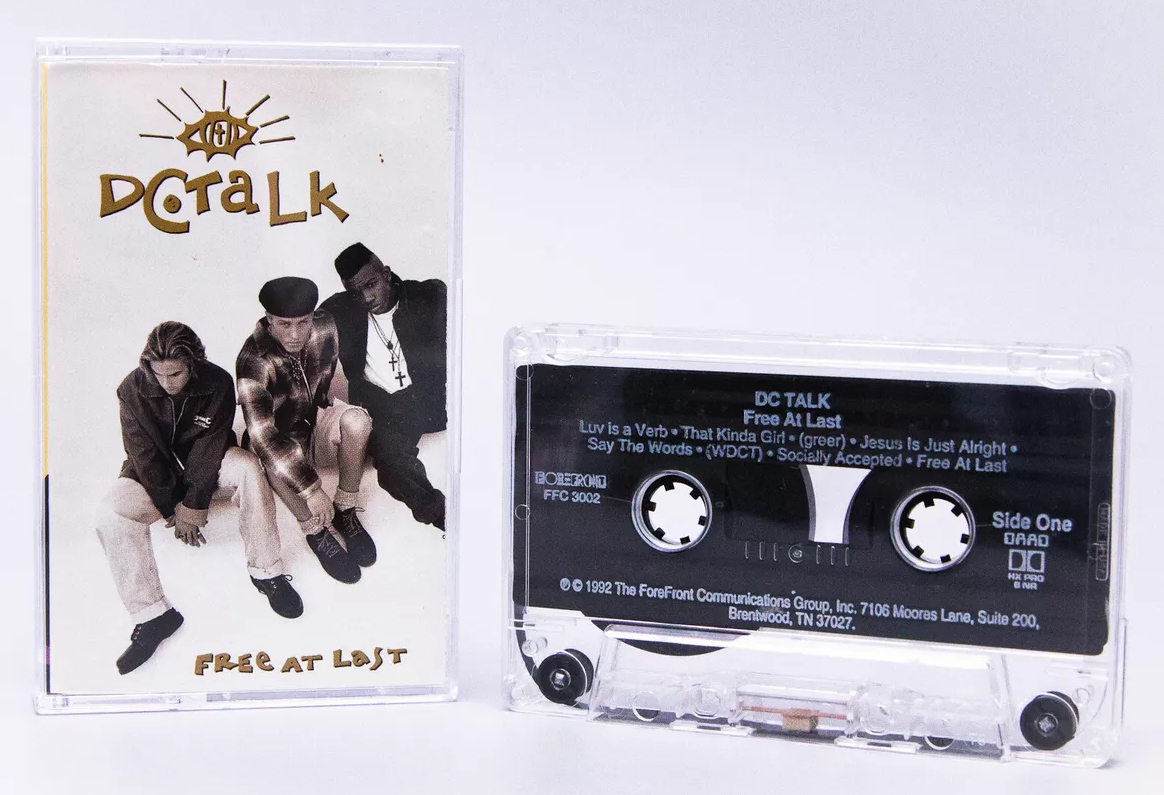 DCTaLk
FRee AT LaST
DC TALK
Free At Last
Luv is a Verb • That Kinda Girl • (greer) • Jesus Is Just Alright •
Say The Words • (WDCT) • Socially Accepted • Free At Last
FOREFRONT
FFC 3002
Side One
DAAD
HX PRO
B NR
℗ © 1992 The ForeFront Communications Group, Inc. 7106 Moores Lane, Suite 200,
Brentwood, TN 37027.